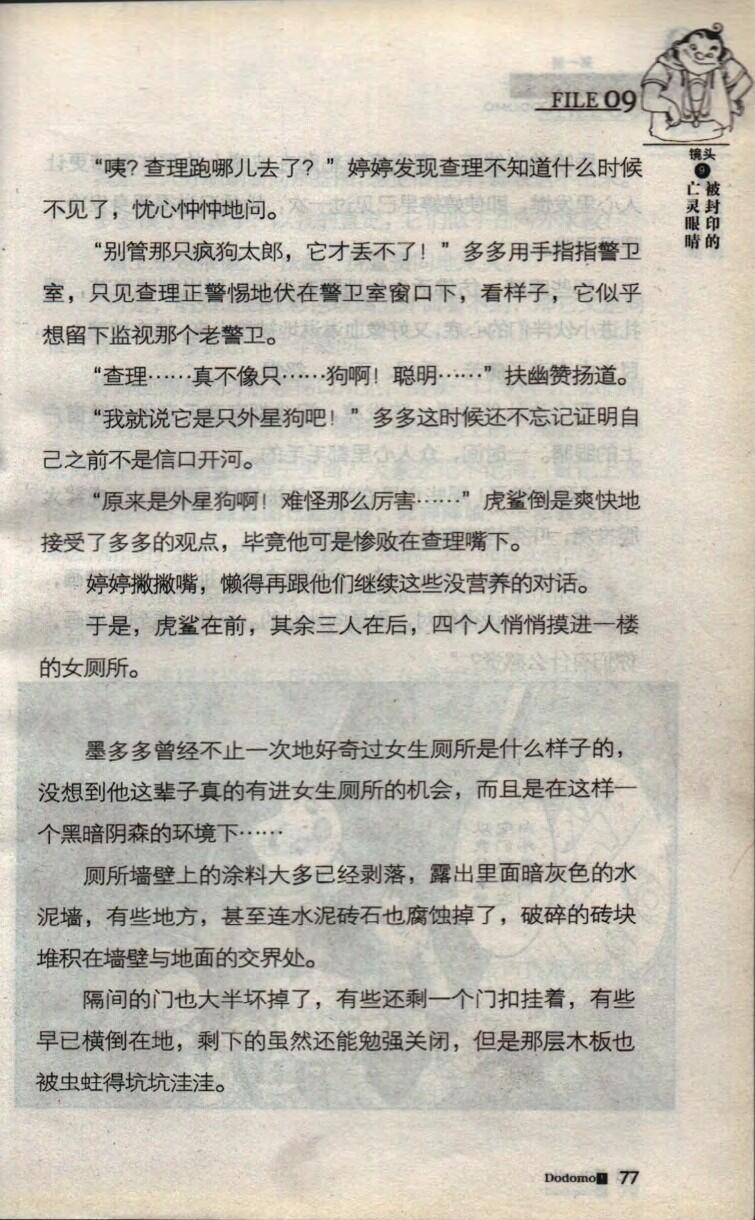 FILE 09
镜头
9
被封印的
亡灵眼睛
“咦？查理跑哪儿去了？”婷婷发现查理不知道什么时候
不见了，忧心忡忡地问。
“别管那只疯狗太郎，它才丢不了！”多多用手指指警卫
室，只见查理正警惕地伏在警卫室窗口下，看样子，它似乎
想留下监视那个老警卫。
“查理……真不像只……狗啊！聪明……”扶幽赞扬道。
“我就说它是只外星狗吧！”多多这时候还不忘记证明自
己之前不是信口开河。
“原来是外星狗啊！难怪那么厉害……”虎鲨倒是爽快地
接受了多多的观点，毕竟他可是惨败在查理嘴下。
婷婷撇撇嘴，懒得再跟他们继续这些没营养的对话。
于是，虎鲨在前，其余三人在后，四个人悄悄摸进一楼
的女厕所。
墨多多曾经不止一次地好奇过女生厕所是什么样子的，
没想到他这辈子真的有进女生厕所的机会，而且是在这样一
个黑暗阴森的环境下……
厕所墙壁上的涂料大多已经剥落，露出里面暗灰色的水
泥墙，有些地方，甚至连水泥砖石也腐蚀掉了，破碎的砖块
堆积在墙壁与地面的交界处。
隔间的门也大半坏掉了，有些还剩一个门扣挂着，有些
早已横倒在地，剩下的虽然还能勉强关闭，但是那层木板也
被虫蛀得坑坑洼洼。
Dodomo 1 77